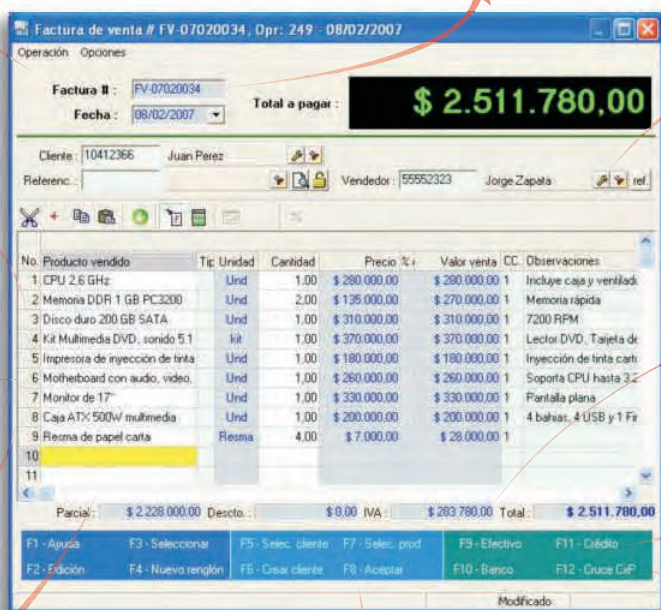 Factura de venta # FV-07020034, Opr: 249 - 08/02/2007
Operación Opciones
Factura # : FV-07020034
Fecha : 08/02/2007
Total a pagar : $ 2.511.780,00
Cliente : 10412366 Juan Perez
Referenc. : Vendedor : 55552323 Jorge Zapata ref.
No. Producto vendido Tip Unidad Cantidad Precio % Valor venta CC Observaciones
1 CPU 2,6 GHz Und 1,00 $ 280.000,00 $ 280.000,00 1 Incluye caja y ventilad
2 Memoria DDR 1 GB PC3200 Und 2,00 $ 135.000,00 $ 270.000,00 1 Memoria rápida
3 Disco duro 200 GB SATA Und 1,00 $ 310.000,00 $ 310.000,00 1 7200 RPM
4 Kit Multimedia DVD, sonido 5.1 kit 1,00 $ 370.000,00 $ 370.000,00 1 Lector DVD, Tarjeta de
5 Impresora de inyección de tinta Und 1,00 $ 180.000,00 $ 180.000,00 1 Inyección de tinta cart
6 Motherboard con audio, video, Und 1,00 $ 260.000,00 $ 260.000,00 1 Soporta CPU hasta 3.2
7 Monitor de 17" Und 1,00 $ 330.000,00 $ 330.000,00 1 Pantalla plana
8 Caja ATX 500W multimedia Und 1,00 $ 200.000,00 $ 200.000,00 1 4 bahias, 4 USB y 1 Fir
9 Resma de papel carta Resma 4,00 $ 7.000,00 $ 28.000,00 1
10
11
Parcial : $ 2.228.000,00 Descto. : $ 0,00 IVA : $ 283.780,00 Total : $ 2.511.780,00
F1 - Ayuda F3 - Seleccionar F5 - Selec. cliente F7 - Selec. prod F9 - Efectivo F11 - Crédito
F2 - Edición F4 - Nuevo renglón F6 - Crear cliente F8 - Aceptar F10 - Banco F12 - Cruce CxP
Modificado